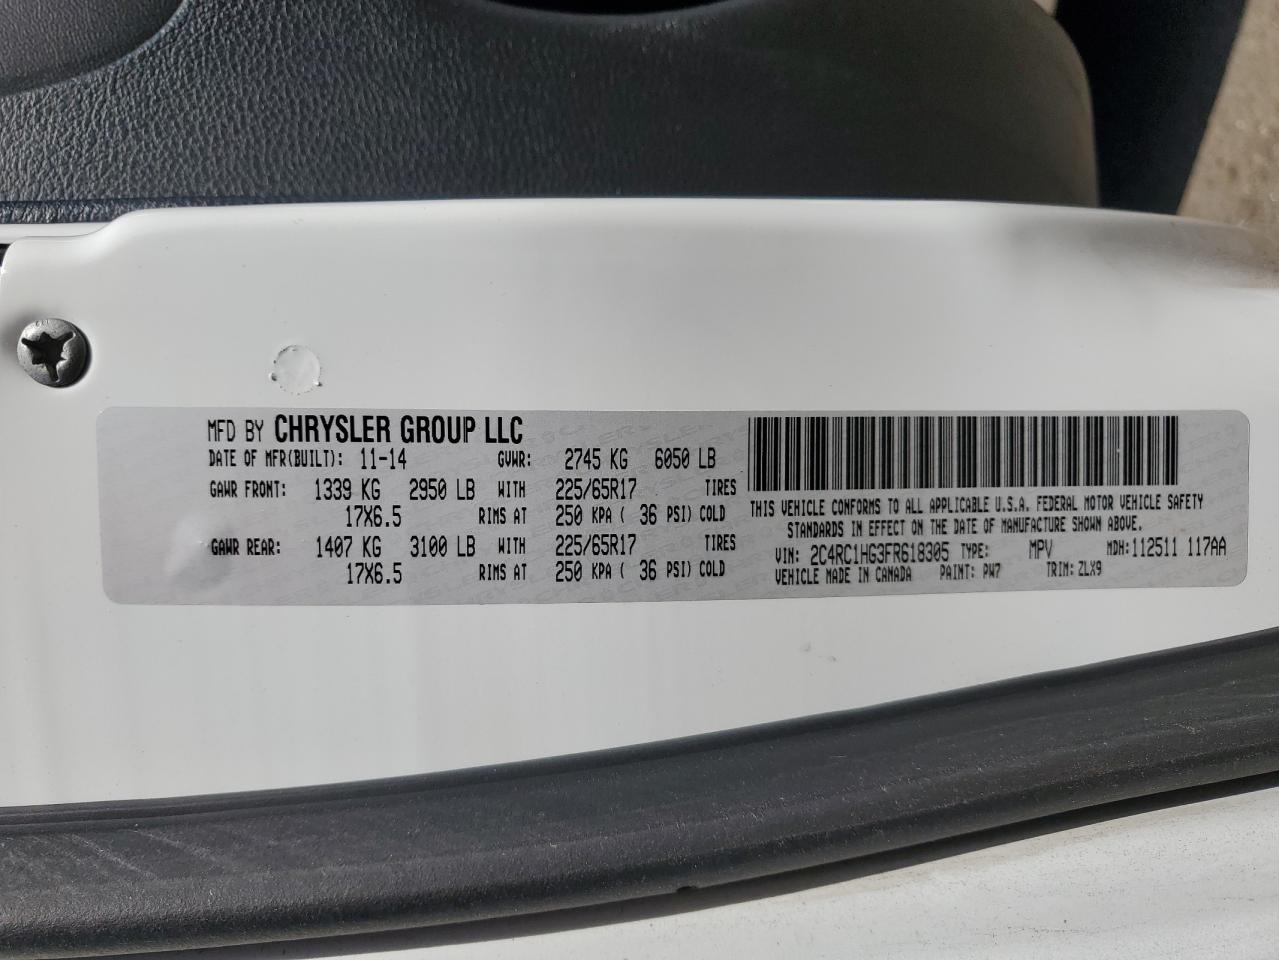 MFD BY CHRYSLER GROUP LLC
DATE OF MFR(BUILT): 11-14 GVWR: 2745 KG 6050 LB
GAWR FRONT: 1339 KG 2950 LB WITH 225/65R17 TIRES
17X6.5 RIMS AT 250 KPA ( 36 PSI) COLD
GAWR REAR: 1407 KG 3100 LB WITH 225/65R17 TIRES
17X6.5 RIMS AT 250 KPA ( 36 PSI) COLD
THIS VEHICLE CONFORMS TO ALL APPLICABLE U.S.A. FEDERAL MOTOR VEHICLE SAFETY
STANDARDS IN EFFECT ON THE DATE OF MANUFACTURE SHOWN ABOVE.
VIN: 2C4RC1HG3FR618305 TYPE: MPV MDH: 112511 117AA
VEHICLE MADE IN CANADA PAINT: PW7 TRIM: ZLX9